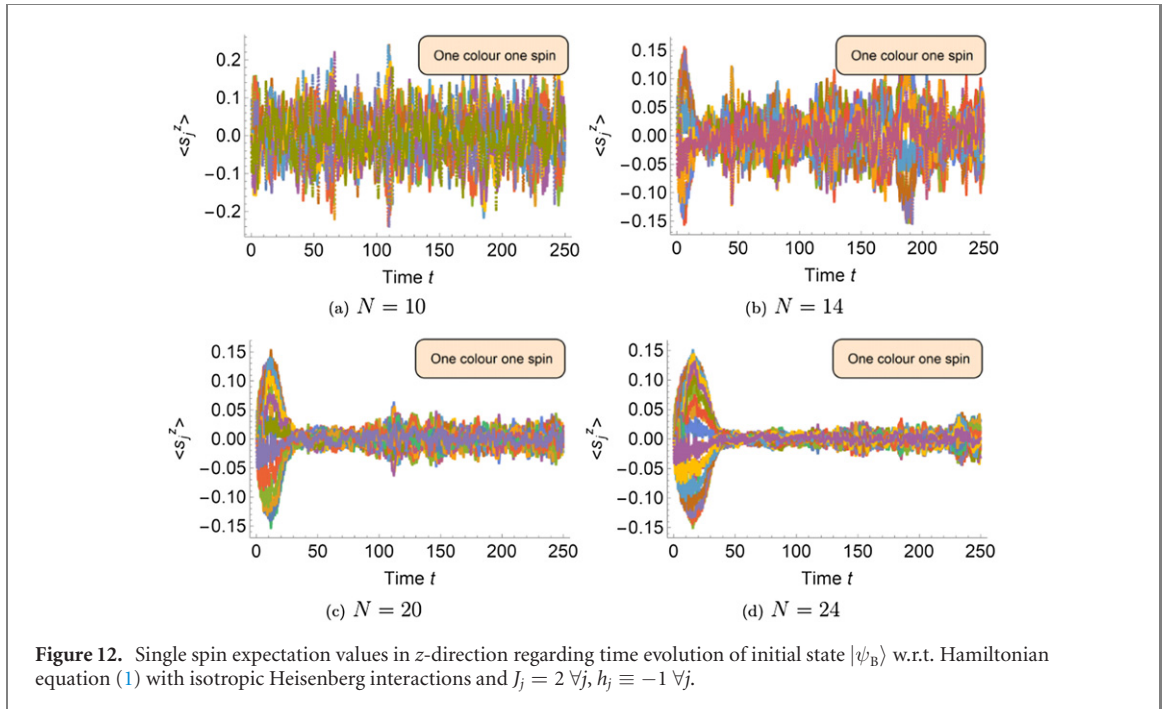 One colour one spin
0.2
0.1
0.0
−0.1
−0.2
<s_j^z>
0 50 100 150 200 250
Time t
(a) N = 10
One colour one spin
0.15
0.10
0.05
0.00
−0.05
−0.10
−0.15
<s_j^z>
0 50 100 150 200 250
Time t
(b) N = 14
One colour one spin
0.15
0.10
0.05
0.00
−0.05
−0.10
−0.15
<s_j^z>
0 50 100 150 200 250
Time t
(c) N = 20
One colour one spin
0.15
0.10
0.05
0.00
−0.05
−0.10
−0.15
<s_j^z>
0 50 100 150 200 250
Time t
(d) N = 24
Figure 12. Single spin expectation values in z-direction regarding time evolution of initial state |ψ_B⟩ w.r.t. Hamiltonian
equation (1) with isotropic Heisenberg interactions and J_j = 2 ∀j, h_j ≡ −1 ∀j.